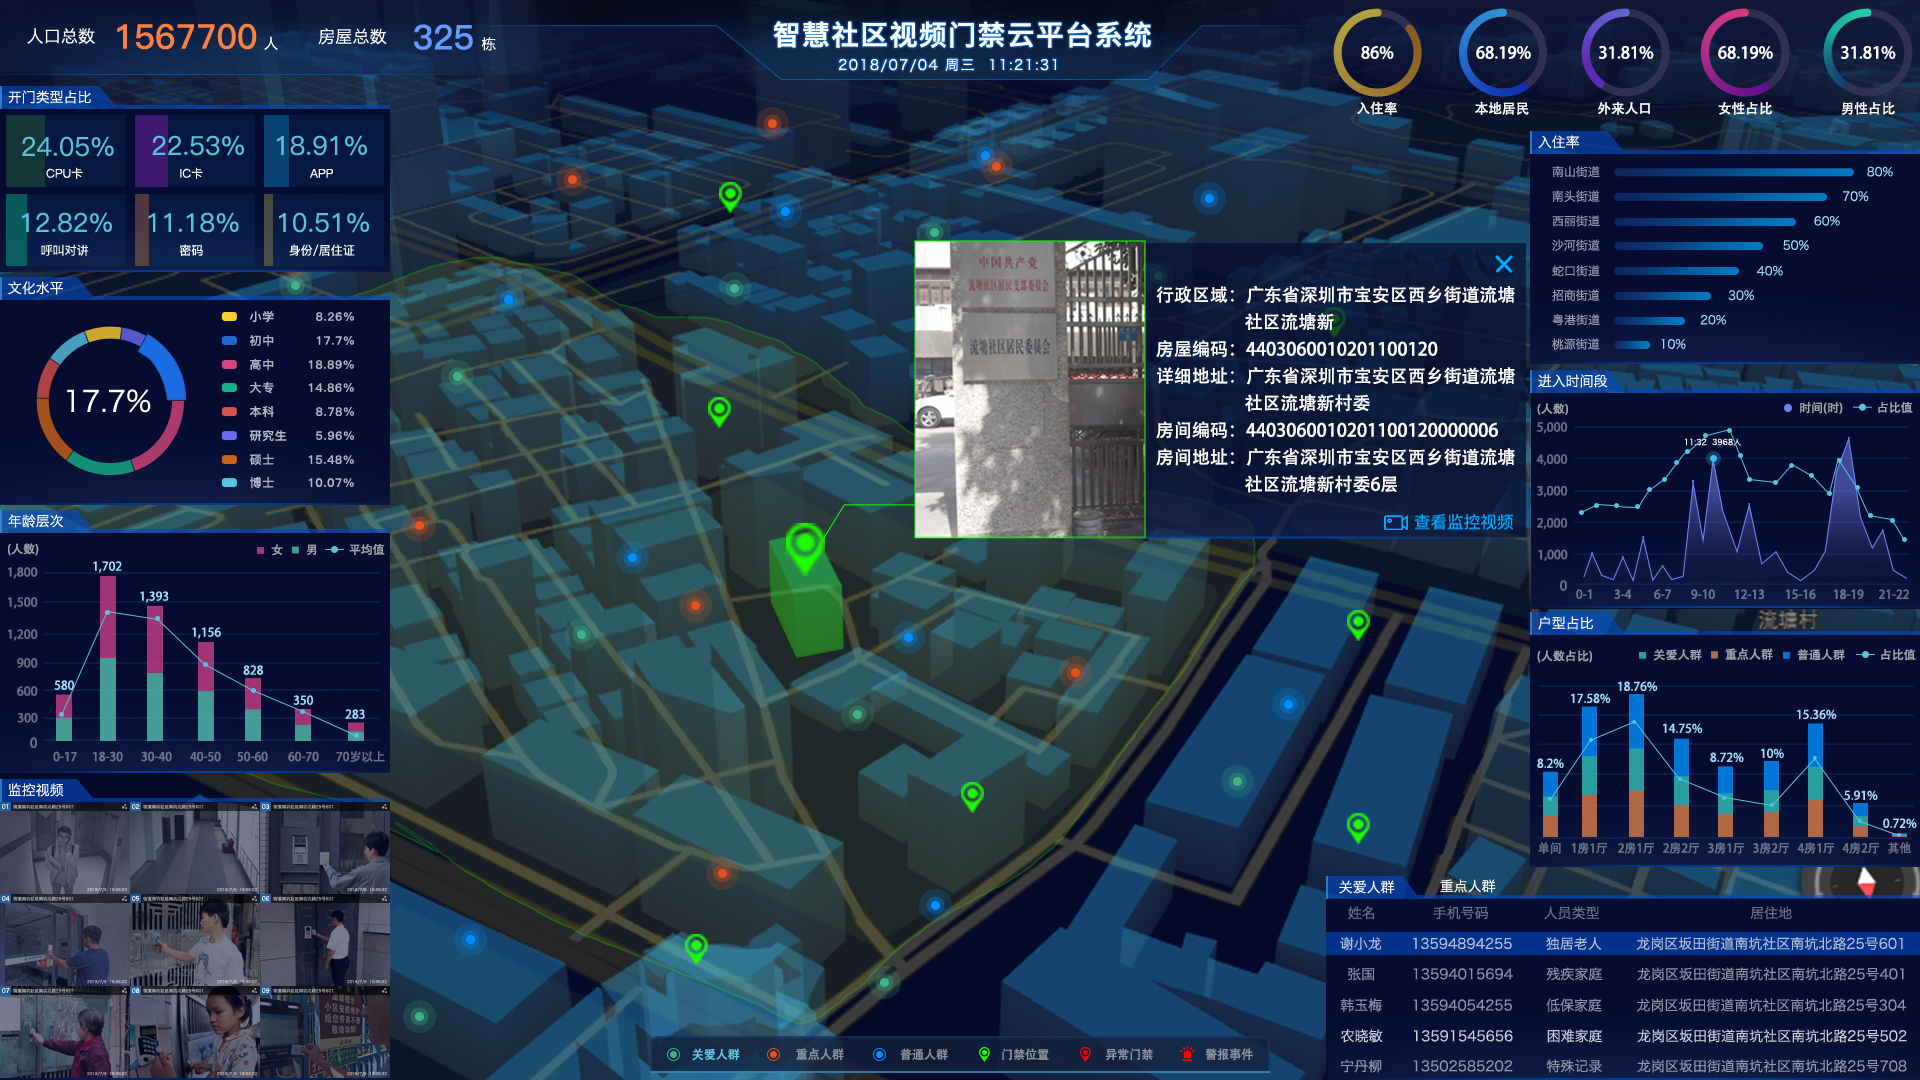 人口总数 1567700 人 房屋总数 325 栋
智慧社区视频门禁云平台系统
2018/07/04 周三 11:21:31
86% 68.19% 31.81% 68.19% 31.81%
入住率 本地居民 外来人口 女性占比 男性占比
开门类型占比
24.05% 22.53% 18.91%
CPU卡 IC卡 APP
12.82% 11.18% 10.51%
呼叫对讲 密码 身份/居住证
文化水平
17.7%
小学 8.26%
初中 17.7%
高中 18.89%
大专 14.86%
本科 8.78%
研究生 5.96%
硕士 15.48%
博士 10.07%
年龄层次
(人数) 女 男 平均值
1,800
1,500
1,200
900
600
300
0
580 1,702 1,393 1,156 828 350 283
0-17 18-30 30-40 40-50 50-60 60-70 70岁以上
监控视频
01 02 03
04 05 06
07 08 09
中国共产党
流塘社区居民支部委员会
流塘社区居民委员会
行政区域：广东省深圳市宝安区西乡街道流塘
社区流塘新
房屋编码：4403060010201100120
详细地址：广东省深圳市宝安区西乡街道流塘
社区流塘新村委
房间编码：4403060010201100120000006
房间地址：广东省深圳市宝安区西乡街道流塘
社区流塘新村委6层
查看监控视频
入住率
南山街道 80%
南头街道 70%
西丽街道 60%
沙河街道 50%
蛇口街道 40%
招商街道 30%
粤港街道 20%
桃源街道 10%
进入时间段
(人数) 时间(时) 占比值
5,000
4,000
3,000
2,000
1,000
0
11:32 3968人
0-1 3-4 6-7 9-10 12-13 15-16 18-19 21-22
流塘村
户型占比
(人数占比) 关爱人群 重点人群 普通人群 占比值
8.2% 17.58% 18.76% 14.75% 8.72% 10% 15.36% 5.91% 0.72%
单间 1房1厅 2房1厅 2房2厅 3房1厅 3房2厅 4房1厅 4房2厅 其他
关爱人群 重点人群
姓名 手机号码 人员类型 居住地
谢小龙 13594894255 独居老人 龙岗区坂田街道南坑社区南坑北路25号601
张国 13594015694 残疾家庭 龙岗区坂田街道南坑社区南坑北路25号401
韩玉梅 13594054255 低保家庭 龙岗区坂田街道南坑社区南坑北路25号304
农晓敏 13591545656 困难家庭 龙岗区坂田街道南坑社区南坑北路25号502
宁丹柳 13502585202 特殊记录 龙岗区坂田街道南坑社区南坑北路25号708
关爱人群 重点人群 普通人群 门禁位置 异常门禁 警报事件